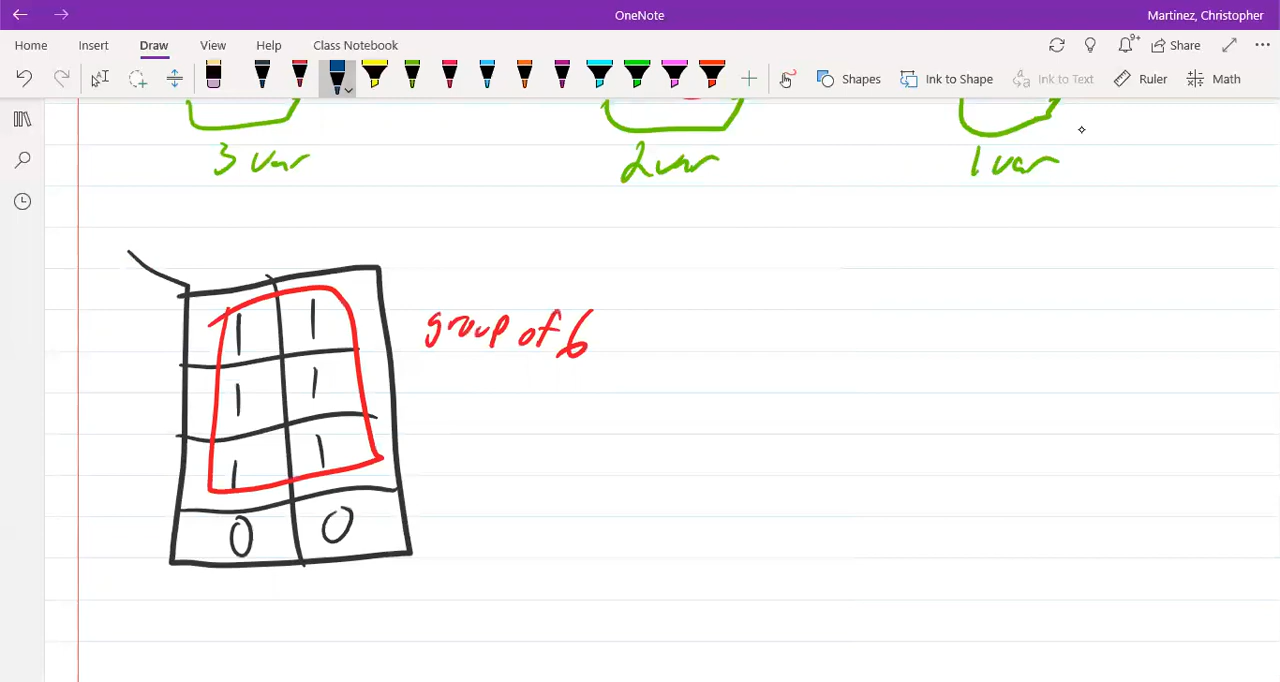 OneNote
Martínez, Christopher
Home Insert Draw View Help Class Notebook
Share
Shapes Ink to Shape Ink to Text Ruler Math
3 var 2 var 1 var
1 1
1 1
1 1
0 0
group of 6